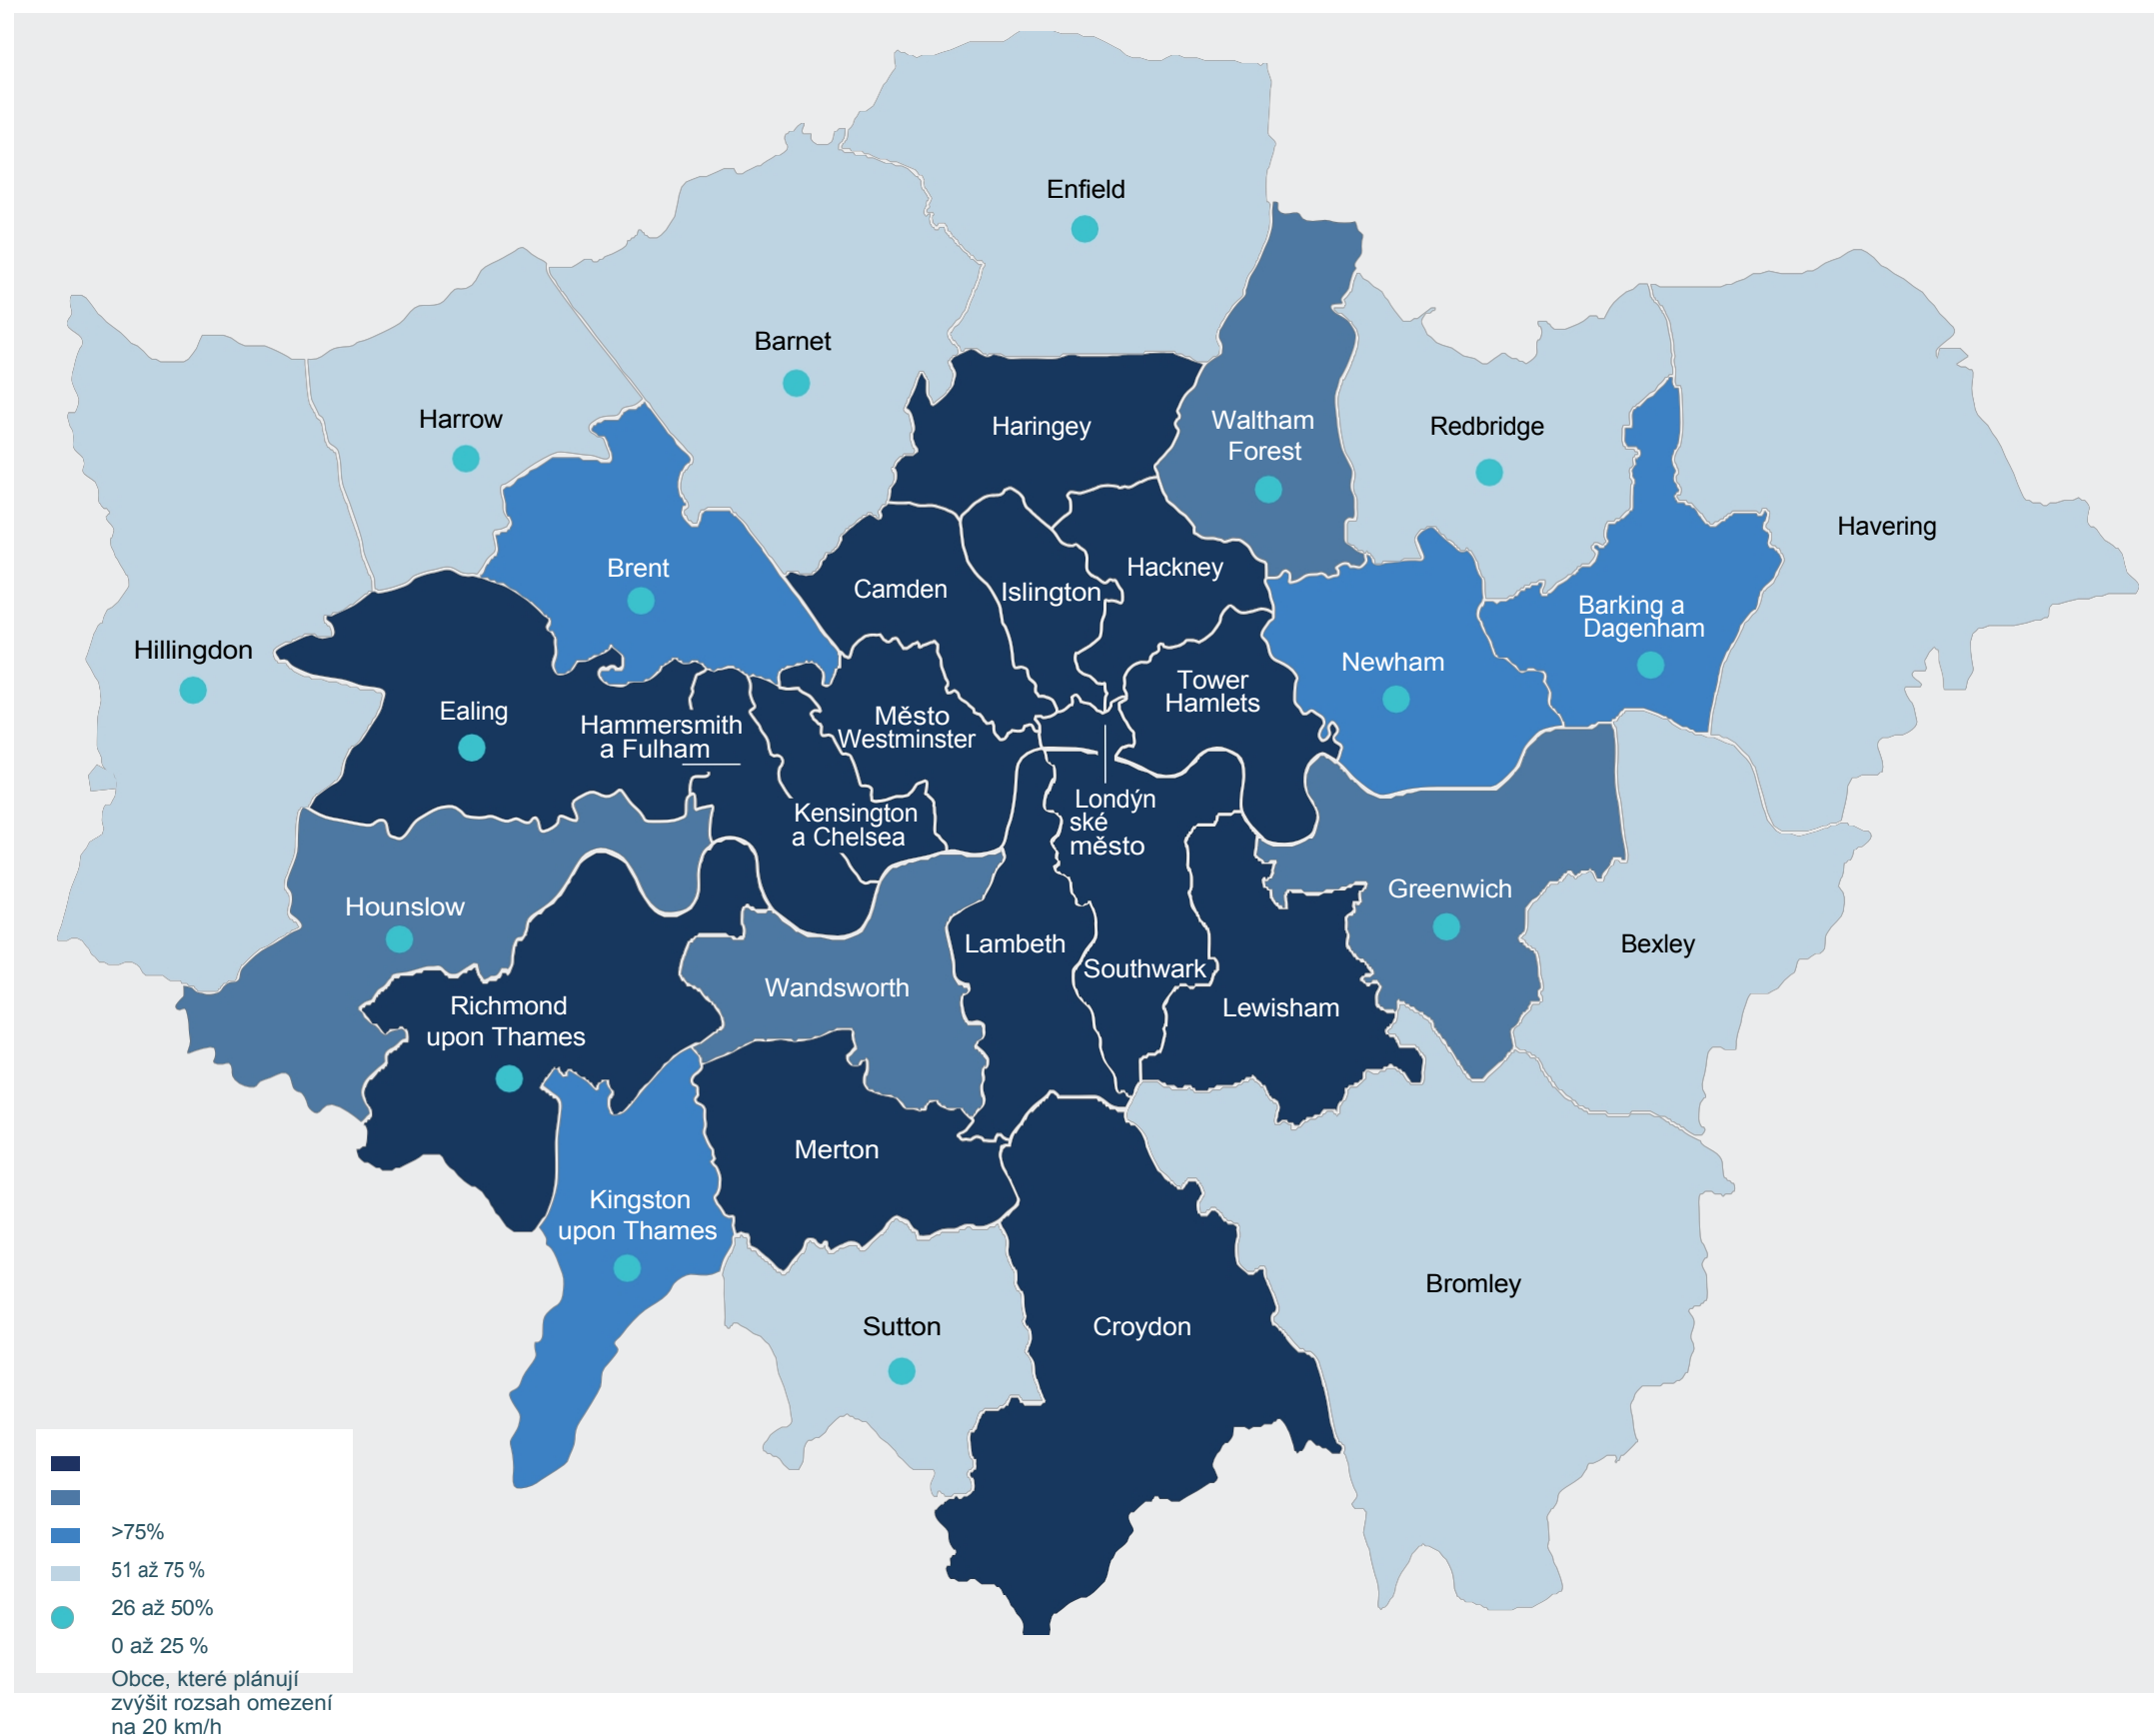 Enfield
Barnet
Harrow
Haringey
Waltham
Forest
Redbridge
Havering
Brent
Camden
Islington
Hackney
Barking a
Dagenham
Hillingdon
Newham
Ealing
Hammersmith
a Fulham
Město
Westminster
Tower
Hamlets
Kensington
a Chelsea
Londýn
ské
město
Hounslow
Greenwich
Lambeth
Bexley
Southwark
Wandsworth
Richmond
upon Thames
Lewisham
Merton
Kingston
upon Thames
Bromley
Sutton
Croydon
>75%
51 až 75 %
26 až 50%
0 až 25 %
Obce, které plánují
zvýšit rozsah omezení
na 20 km/h